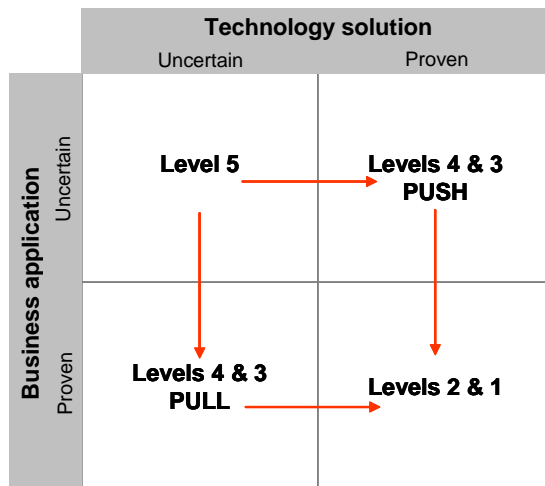 Technology solution
Uncertain
Proven
Business application
Uncertain
Proven
Level 5
Levels 4 & 3
PUSH
Levels 4 & 3
PULL
Levels 2 & 1